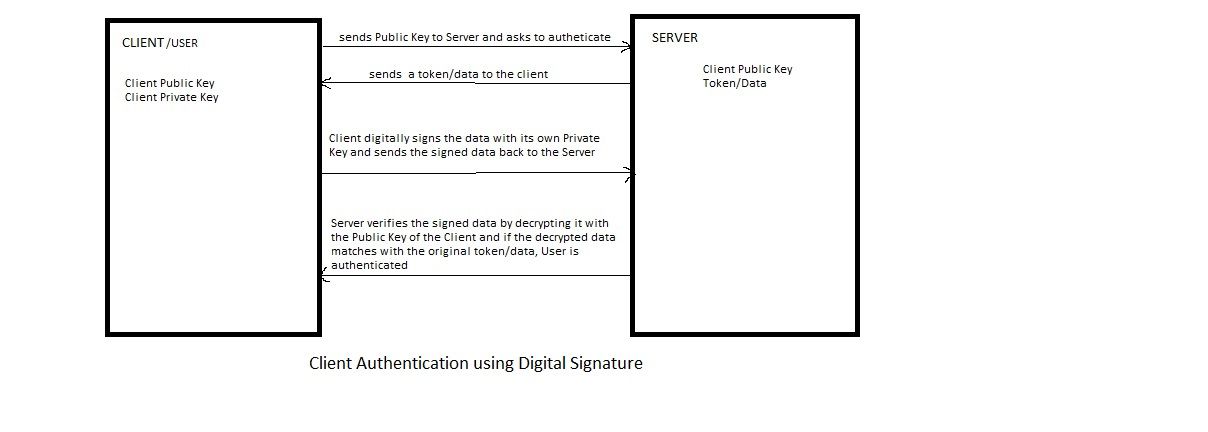 CLIENT/USER
Client Public Key
Client Private Key
sends Public Key to Server and asks to autheticate
sends a token/data to the client
Client digitally signs the data with its own Private
Key and sends the signed data back to the Server
Server verifies the signed data by decrypting it with
the Public Key of the Client and if the decrypted data
matches with the original token/data, User is
authenticated
SERVER
Client Public Key
Token/Data
Client Authentication using Digital Signature